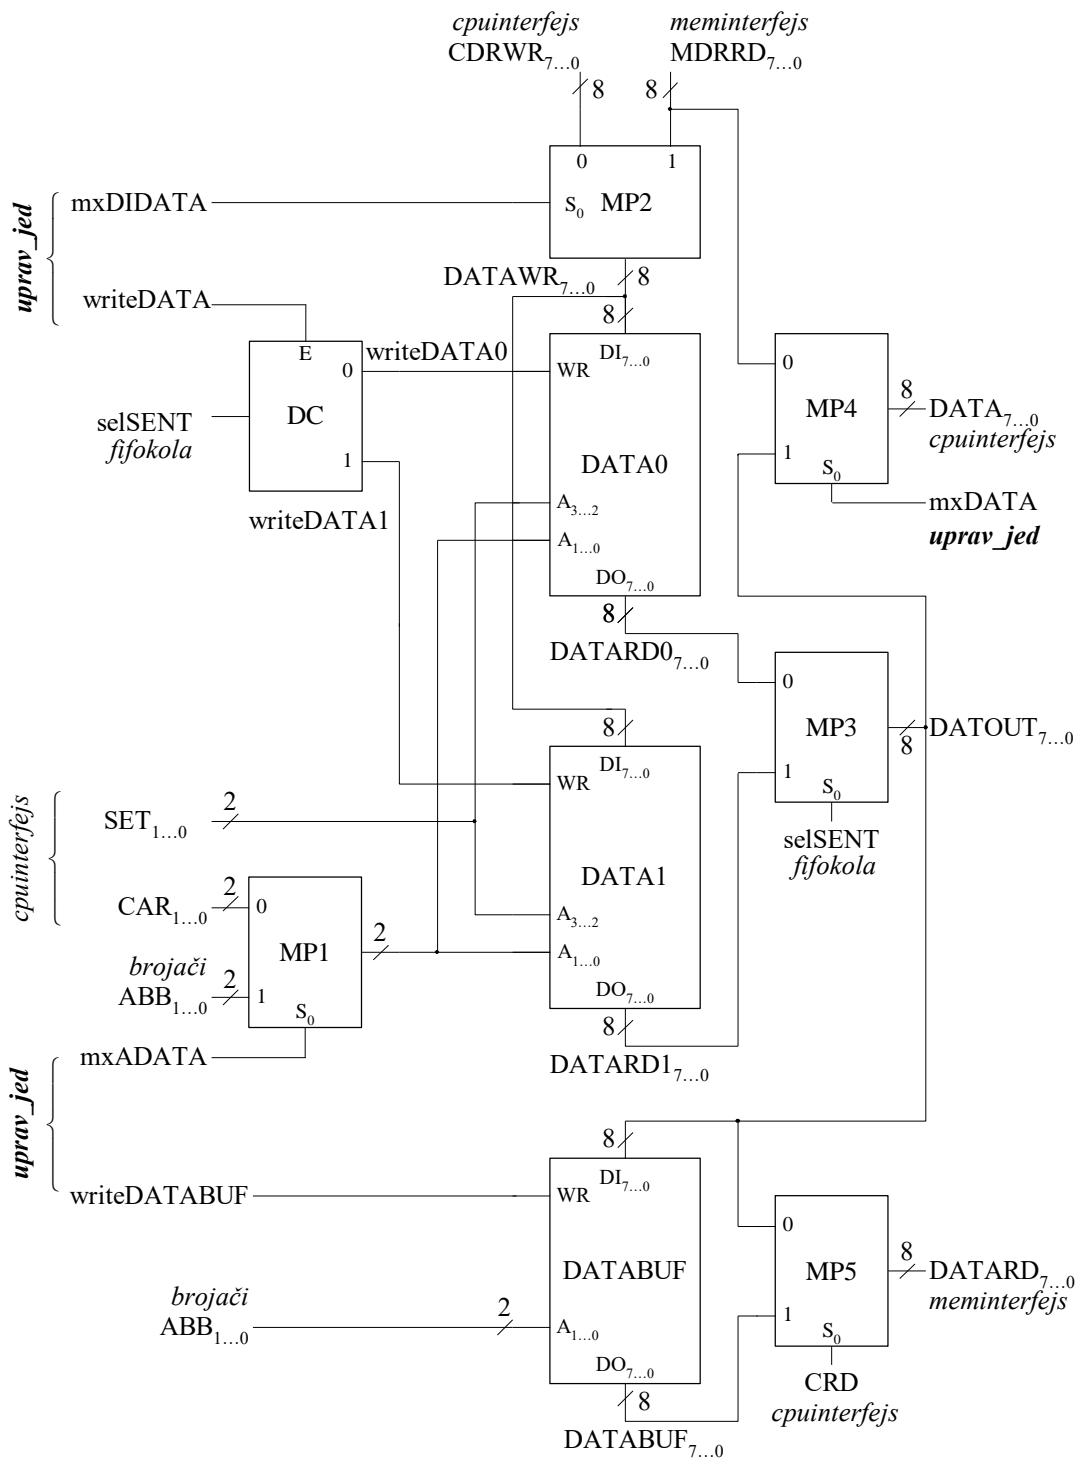 cpuinterfejs
CDRWR7...0
meminterfejs
MDRRD7...0
8
8
0
1
mxDIDATA
S0
MP2
uprav_jed
DATAWR7...0
8
writeDATA
8
E
writeDATA0
0
DI7...0
WR
0
DC
MP4
8
DATA7...0
cpuinterfejs
selSENT
fifokola
1
DATA0
1
S0
writeDATA1
A3...2
mxDATA
uprav_jed
A1...0
DO7...0
8
DATARD07...0
0
MP3
8
DATOUT7...0
8
DI7...0
WR
1
S0
cpuinterfejs
SET1...0
2
selSENT
fifokola
DATA1
CAR1...0
2
0
A3...2
MP1
2
A1...0
brojači
ABB1...0
2
1
S0
DO7...0
8
mxADATA
DATARD17...0
uprav_jed
8
DI7...0
writeDATABUF
WR
0
DATABUF
MP5
8
DATARD7...0
meminterfejs
brojači
ABB1...0
2
A1...0
1
S0
DO7...0
8
CRD
cpuinterfejs
DATABUF7...0